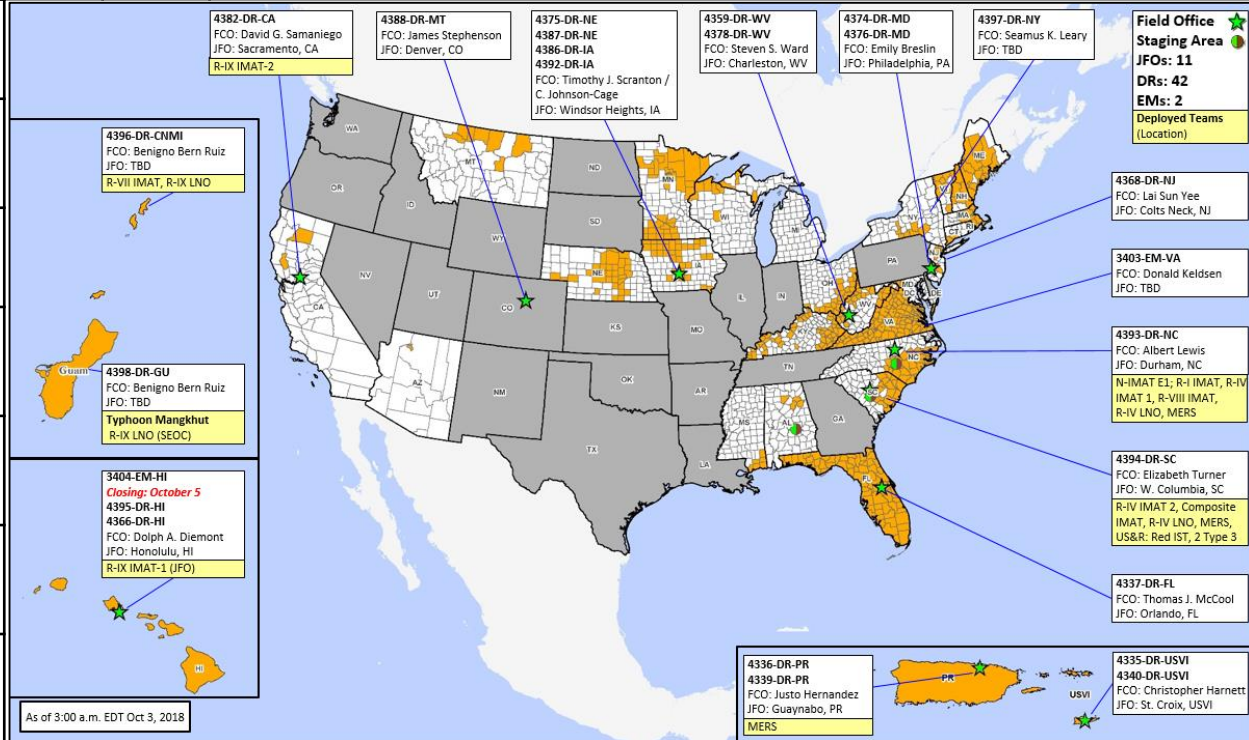 4382-DR-CA
FCO: David G. Samaniego
JFO: Sacramento, CA
R-IX IMAT-2
4388-DR-MT
FCO: James Stephenson
JFO: Denver, CO
4375-DR-NE
4387-DR-NE
4386-DR-IA
4392-DR-IA
FCO: Timothy J. Scranton /
C. Johnson-Cage
JFO: Windsor Heights, IA
4359-DR-WV
4378-DR-WV
FCO: Steven S. Ward
JFO: Charleston, WV
4374-DR-MD
4376-DR-MD
FCO: Emily Breslin
JFO: Philadelphia, PA
4397-DR-NY
FCO: Seamus K. Leary
JFO: TBD
Field Office
Staging Area
JFOs: 11
DRs: 42
EMs: 2
Deployed Teams
(Location)
4396-DR-CNMI
FCO: Benigno Bern Ruiz
JFO: TBD
R-VII IMAT, R-IX LNO
Guam
4398-DR-GU
FCO: Benigno Bern Ruiz
JFO: TBD
Typhoon Mangkhut
R-IX LNO (SEOC)
3404-EM-HI
Closing: October 5
4395-DR-HI
4366-DR-HI
FCO: Dolph A. Diemont
JFO: Honolulu, HI
R-IX IMAT-1 (JFO)
HI
As of 3:00 a.m. EDT Oct 3, 2018
WA
MT
ND
MN
ME
OR
ID
SD
WI
MI
NY
NH
MA
CT
RI
WY
NE
IA
PA
NJ
NV
UT
CO
IL
IN
OH
MD
DC
DE
WV
VA
CA
KS
MO
KY
AZ
NM
OK
AR
TN
NC
SC
TX
LA
MS
AL
GA
FL
4368-DR-NJ
FCO: Lai Sun Yee
JFO: Colts Neck, NJ
3403-EM-VA
FCO: Donald Keldsen
JFO: TBD
4393-DR-NC
FCO: Albert Lewis
JFO: Durham, NC
N-IMAT E1; R-I IMAT, R-IV
IMAT 1, R-VIII IMAT,
R-IV LNO, MERS
4394-DR-SC
FCO: Elizabeth Turner
JFO: W. Columbia, SC
R-IV IMAT 2, Composite
IMAT, R-IV LNO, MERS,
US&R: Red IST, 2 Type 3
4337-DR-FL
FCO: Thomas J. McCool
JFO: Orlando, FL
4336-DR-PR
4339-DR-PR
FCO: Justo Hernandez
JFO: Guaynabo, PR
MERS
PR
USVI
4335-DR-USVI
4340-DR-USVI
FCO: Christopher Harnett
JFO: St. Croix, USVI